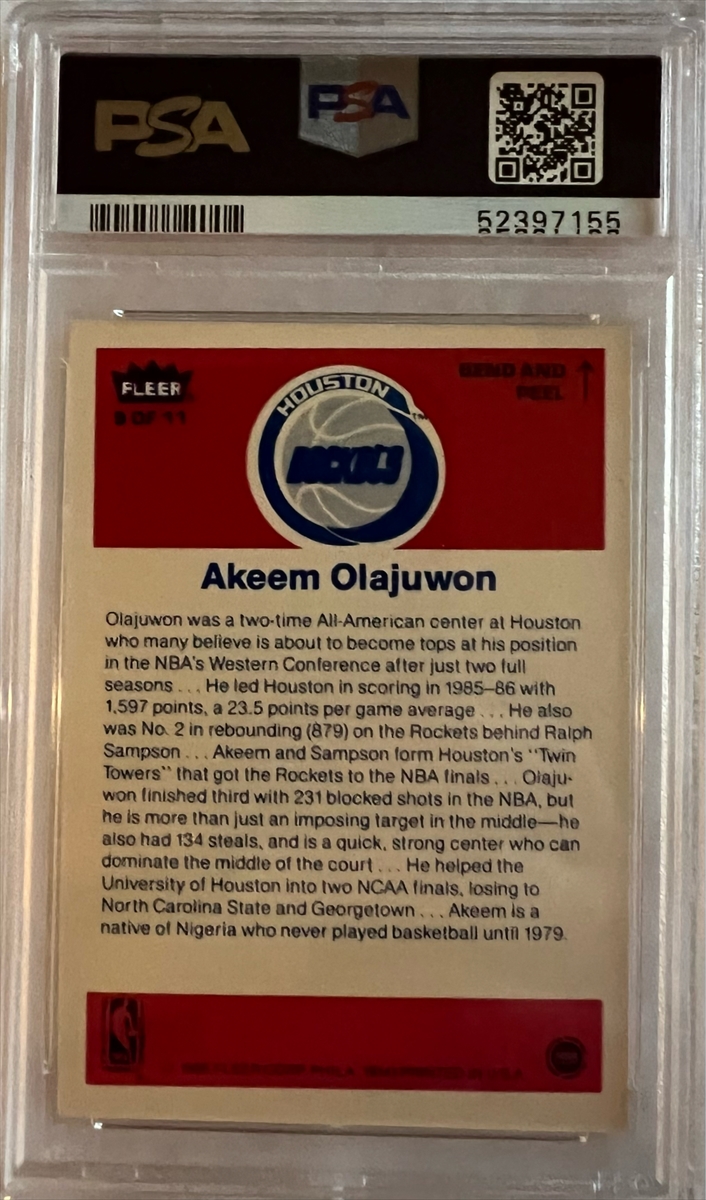 PSA
PSA
52397155
FLEER
OF 11
HOUSTON
TM
BEND AND
PEEL
ROCKETS
Akeem Olajuwon
Olajuwon was a two-time All-American center at Houston
who many believe is about to become tops at his position
in the NBA's Western Conference after just two full
seasons . . . He led Houston in scoring in 1985–86 with
1,597 points, a 23.5 points per game average . . . He also
was No. 2 in rebounding (879) on the Rockets behind Ralph
Sampson . . . Akeem and Sampson form Houston's "Twin
Towers" that got the Rockets to the NBA finals . . . Olaju-
won finished third with 231 blocked shots in the NBA, but
he is more than just an imposing target in the middle—he
also had 134 steals, and is a quick, strong center who can
dominate the middle of the court . . . He helped the
University of Houston into two NCAA finals, losing to
North Carolina State and Georgetown . . . Akeem is a
native of Nigeria who never played basketball until 1979.